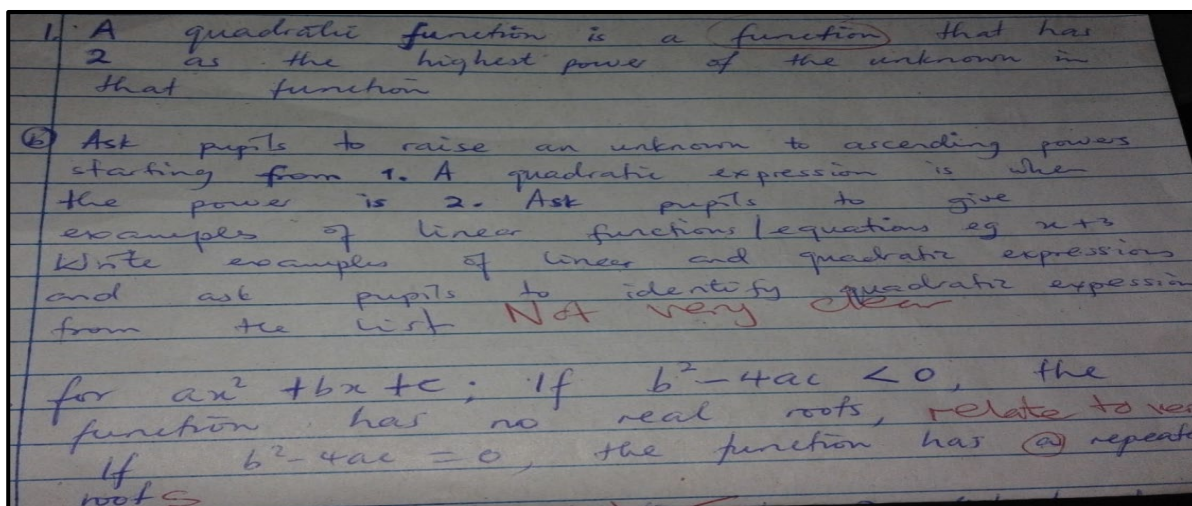 1. A quadratic function is a function that has
2 as the highest power of the unknown in
that function
b Ask pupils to raise an unknown to ascending powers
starting from 1. A quadratic expression is when
the power is 2. Ask pupils to give
examples of linear functions/equations eg x+3
Write examples of linear and quadratic expressions
and ask pupils to identify quadratic expession
from the list Not very clear
for ax² +bx +c; If b²-4ac <0, the
function has no real roots, relate to
If b²-4ac = 0, the function has a repeate
root s